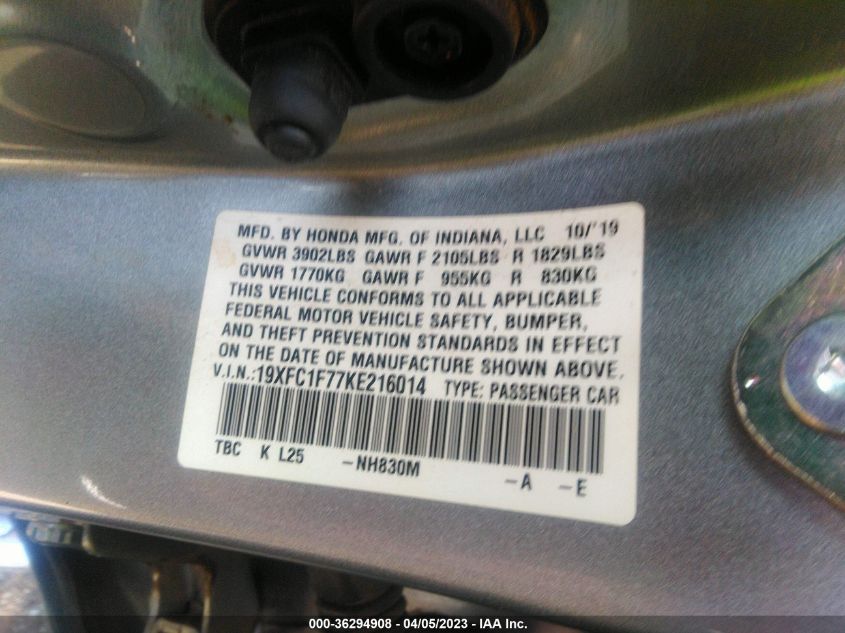 MFD. BY HONDA MFG. OF INDIANA, LLC 10/'19
GVWR 3902LBS GAWR F 2105LBS R 1829LBS
GVWR 1770KG GAWR F 955KG R 830KG
THIS VEHICLE CONFORMS TO ALL APPLICABLE
FEDERAL MOTOR VEHICLE SAFETY, BUMPER,
AND THEFT PREVENTION STANDARDS IN EFFECT
ON THE DATE OF MANUFACTURE SHOWN ABOVE.
V.I.N.:19XFC1F77KE216014 TYPE: PASSENGER CAR
TBC K L25 -NH830M -A -E
000-36294908 - 04/05/2023 - IAA Inc.